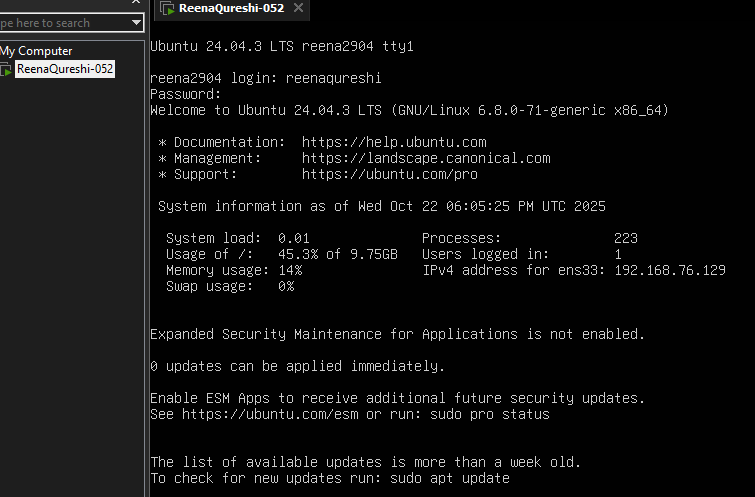 pe here to search
My Computer
ReenaQureshi-052
ReenaQureshi-052
Ubuntu 24.04.3 LTS reena2904 tty1
reena2904 login: reenaqureshi
Password:
Welcome to Ubuntu 24.04.3 LTS (GNU/Linux 6.8.0-71-generic x86_64)
* Documentation: https://help.ubuntu.com
* Management: https://landscape.canonical.com
* Support: https://ubuntu.com/pro
System information as of Wed Oct 22 06:05:25 PM UTC 2025
System load: 0.01 Processes: 223
Usage of /: 45.3% of 9.75GB Users logged in: 1
Memory usage: 14% IPv4 address for ens33: 192.168.76.129
Swap usage: 0%
Expanded Security Maintenance for Applications is not enabled.
0 updates can be applied immediately.
Enable ESM Apps to receive additional future security updates.
See https://ubuntu.com/esm or run: sudo pro status
The list of available updates is more than a week old.
To check for new updates run: sudo apt update